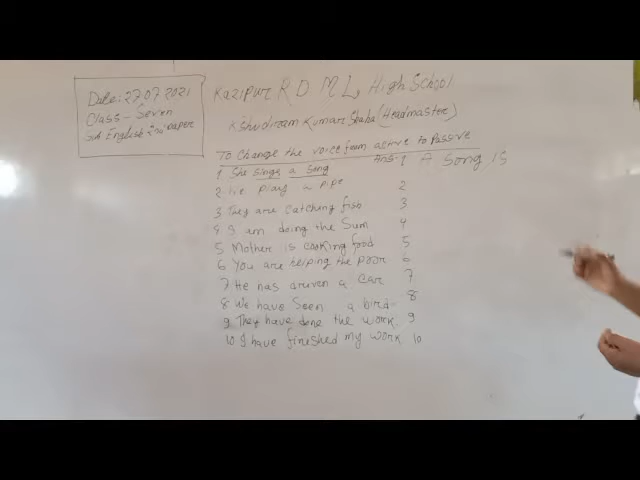 Date: 27.07.2021
Class - Seven
Sub English 2nd paper
Kazipur R D M L High School
Kshudiram Kumar Shaha (Headmaster)
To Change the voice from active to Passive
1 She sings a song Ans: 1 A Song is
2 He plays a pipe 2
3 They are catching fish 3
4 I am doing the Sum 4
5 Mother is cooking food 5
6 You are helping the poor 6
7 He has driven a car 7
8 We have Seen a bird 8
9 They have done the work. 9
10 I have finished my work. 10